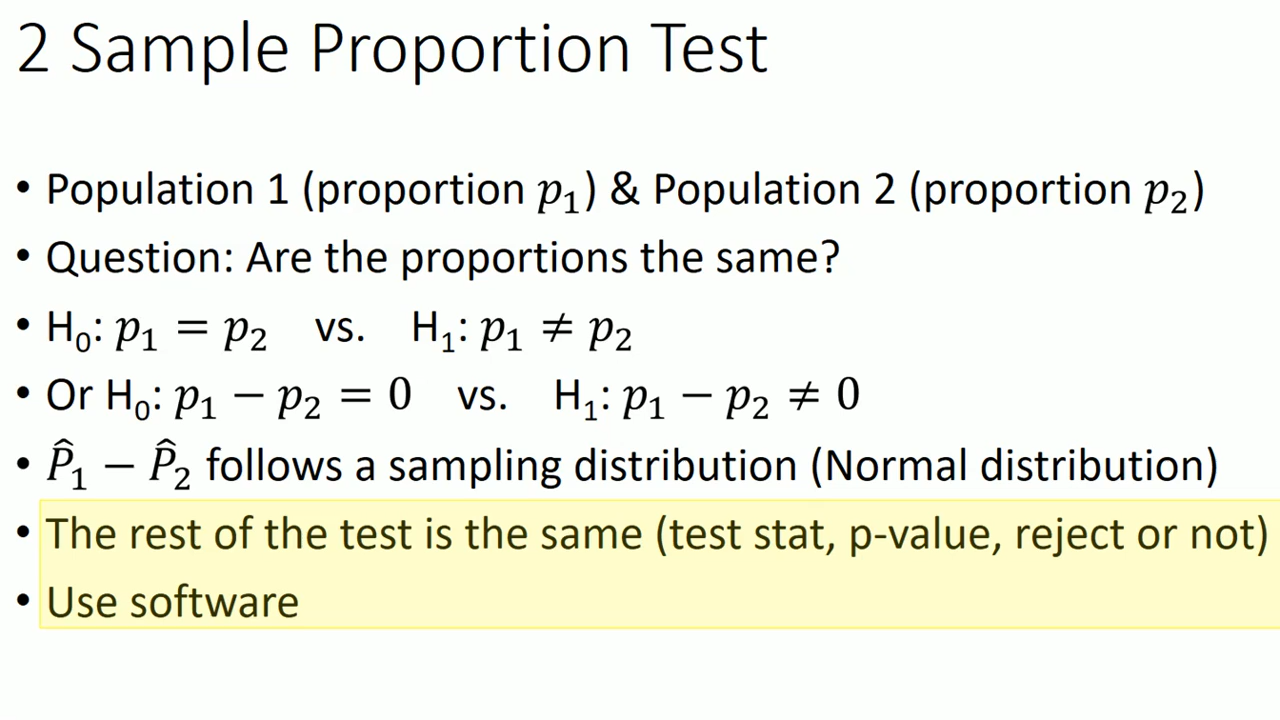 2 Sample Proportion Test
• Population 1 (proportion 𝑝₁) & Population 2 (proportion 𝑝₂)
• Question: Are the proportions the same?
• H₀: 𝑝₁ = 𝑝₂ vs. H₁: 𝑝₁ ≠ 𝑝₂
• Or H₀: 𝑝₁ − 𝑝₂ = 0 vs. H₁: 𝑝₁ − 𝑝₂ ≠ 0
• P̂₁ − P̂₂ follows a sampling distribution (Normal distribution)
• The rest of the test is the same (test stat, p-value, reject or not)
• Use software